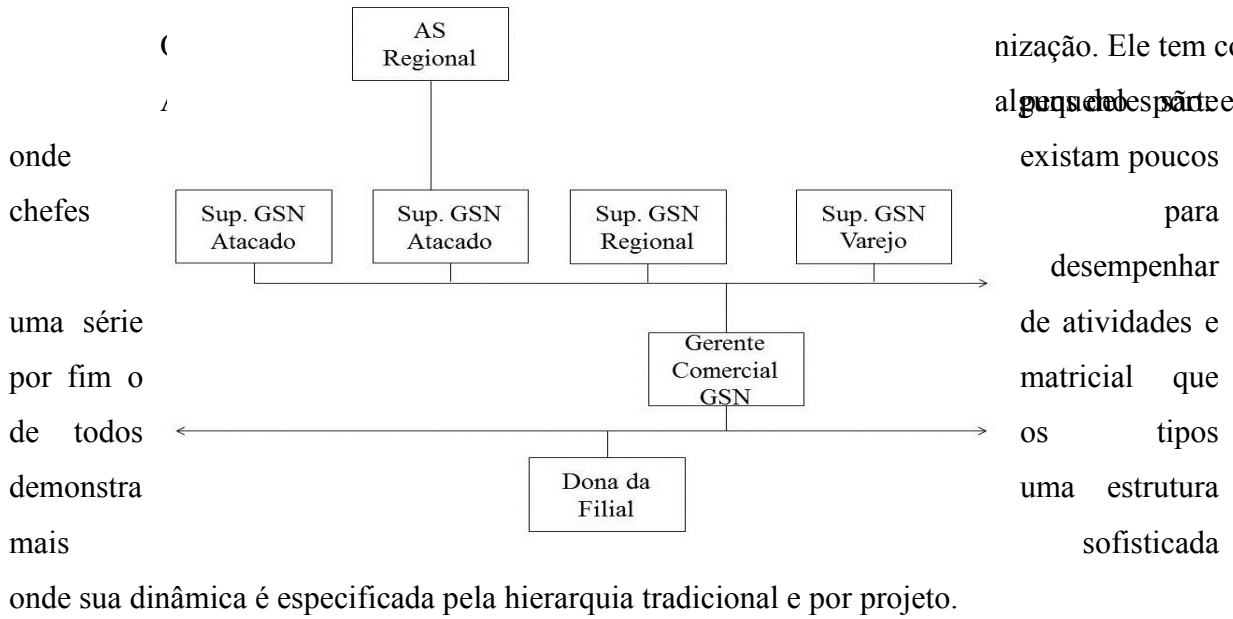 AS
Regional
nização. Ele tem
onde existam poucos
chefes para
desempenhar
Sup. GSN
Atacado
Sup. GSN
Atacado
Sup. GSN
Regional
Sup. GSN
Varejo
uma série de atividades e
por fim o matricial que
Gerente
Comercial
GSN
de todos os tipos
demonstra uma estrutura
Dona da
Filial
mais sofisticada
onde sua dinâmica é especificada pela hierarquia tradicional e por projeto.